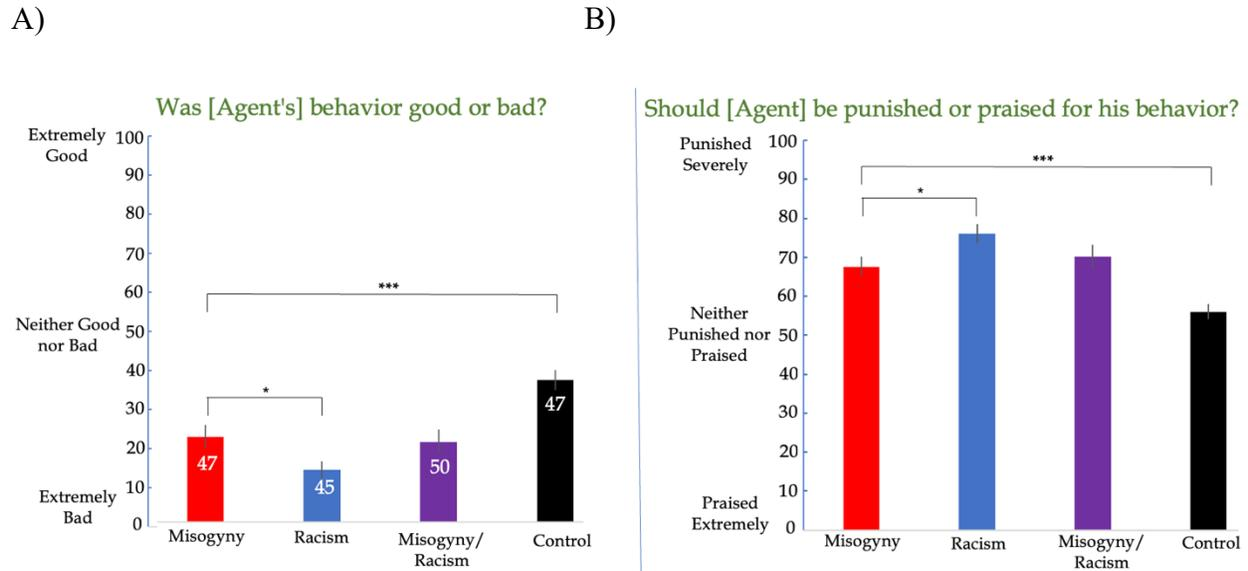 A)
B)
Was [Agent's] behavior good or bad?
Extremely
Good
100
90
80
70
60
Neither Good
nor Bad
50
40
30
20
10
Extremely
Bad
0
***
*
47
45
50
47
Misogyny
Racism
Misogyny/
Racism
Control
Should [Agent] be punished or praised for his behavior?
Punished
Severely
100
90
80
70
60
Neither
Punished nor
Praised
50
40
30
20
10
Praised
Extremely
0
***
*
Misogyny
Racism
Misogyny/
Racism
Control